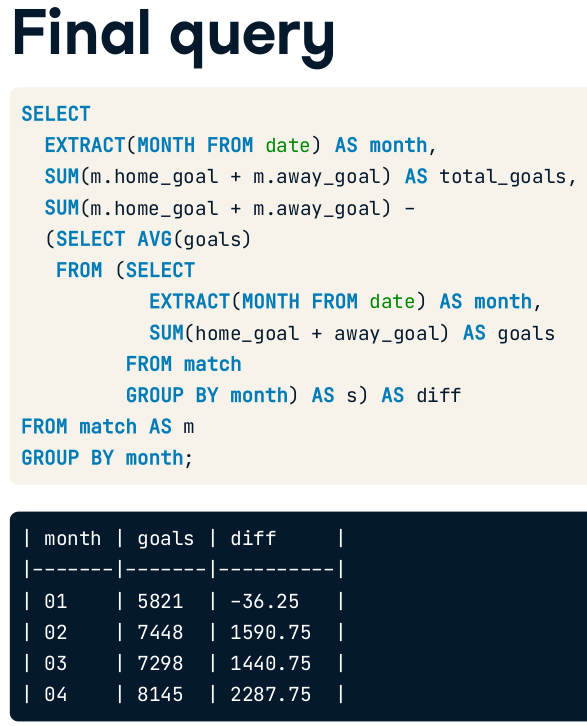 Final query
SELECT
  EXTRACT(MONTH FROM date) AS month,
  SUM(m.home_goal + m.away_goal) AS total_goals,
  SUM(m.home_goal + m.away_goal) -
  (SELECT AVG(goals)
   FROM (SELECT
           EXTRACT(MONTH FROM date) AS month,
           SUM(home_goal + away_goal) AS goals
         FROM match
         GROUP BY month) AS s) AS diff
FROM match AS m
GROUP BY month;
| month | goals | diff     |
|-------|-------|----------|
| 01    | 5821  | -36.25   |
| 02    | 7448  | 1590.75  |
| 03    | 7298  | 1440.75  |
| 04    | 8145  | 2287.75  |